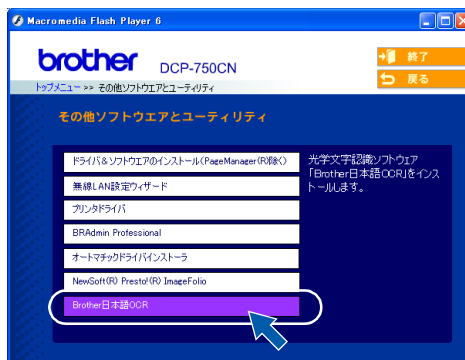 Macromedia Flash Player 6
brother DCP-750CN
終了
戻る
トップメニュー >> その他ソフトウエアとユーティリティ
その他ソフトウエアとユーティリティ
ドライバ&ソフトウエアのインストール(PageManager(R)除く)
無線LAN設定ウィザード
プリンタドライバ
BRAdmin Professional
オートマチックドライバインストーラ
NewSoft(R) Presto!(R) ImageFolio
Brother日本語OCR
光学文字認識ソフトウェア
「Brother日本語OCR」をインス
トールします。